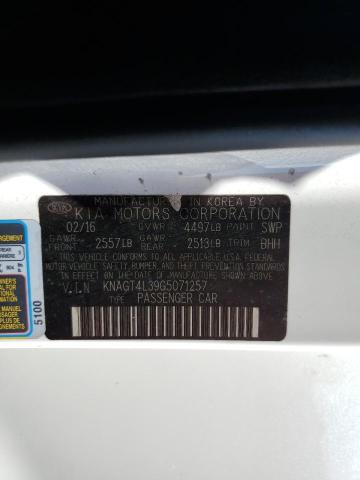 MANUFACTURED IN KOREA BY
KIA KIA MOTORS CORPORATION
02/16 GVWR 4497LB PAINT SWP
GAWR FRONT 2557LB GAWR REAR 2513LB TRIM BHH
THIS VEHICLE CONFORMS TO ALL APPLICABLE U.S.A FEDERAL
MOTOR VEHICLE SAFETY, BUMPER, AND THEFT PREVENTION STANDARDS
IN EFFECT ON THE DATE OF MANUFACTURE SHOWN ABOVE.
V.I.N KNAGT4L39G5071257
PASSENGER CAR
5100
REAR